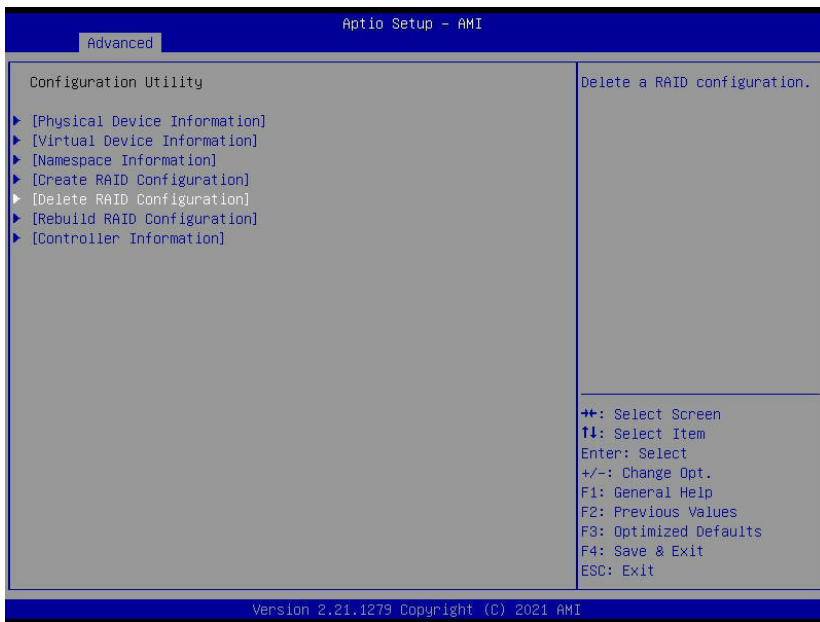 Aptio Setup – AMI
Advanced
Configuration Utility
[Physical Device Information]
[Virtual Device Information]
[Namespace Information]
[Create RAID Configuration]
[Delete RAID Configuration]
[Rebuild RAID Configuration]
[Controller Information]
Delete a RAID configuration.
→←: Select Screen
↑↓: Select Item
Enter: Select
+/-: Change Opt.
F1: General Help
F2: Previous Values
F3: Optimized Defaults
F4: Save & Exit
ESC: Exit
Version 2.21.1279 Copyright (C) 2021 AMI